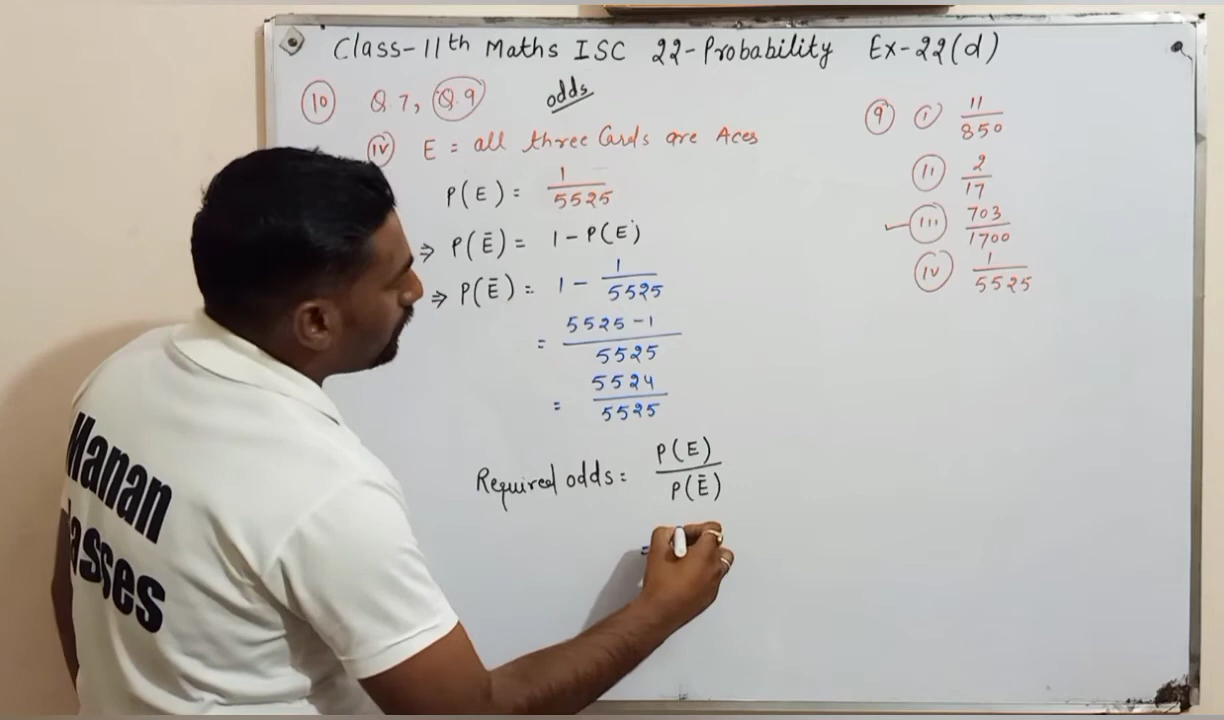 Class-11th Maths ISC 22-Probability Ex-22(d)
10 Q.7, Q.9 odds
iv E = all three Cards are Aces
P(E) = 1/5525
⇒ P(Ē) = 1 - P(E)
⇒ P(Ē) = 1 - 1/5525
= 5525-1/5525
= 5524/5525
Required odds = P(E)/P(Ē)
=
9 i 11/850
ii 2/17
iii 703/1700
iv 1/5525
Manan
classes